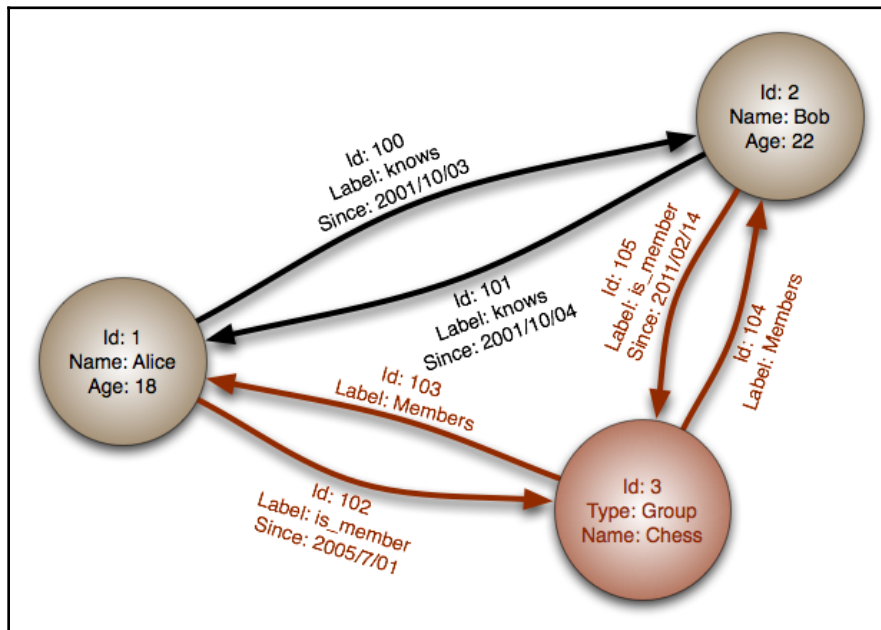 Id: 2
Name: Bob
Age: 22
Id: 100
Label: knows
Since: 2001/10/03
Id: 101
Label: knows
Since: 2001/10/04
Id: 105
Label: is_member
Since: 2011/02/14
Id: 104
Label: Members
Id: 1
Name: Alice
Age: 18
Id: 103
Label: Members
Id: 102
Label: is_member
Since: 2005/7/01
Id: 3
Type: Group
Name: Chess